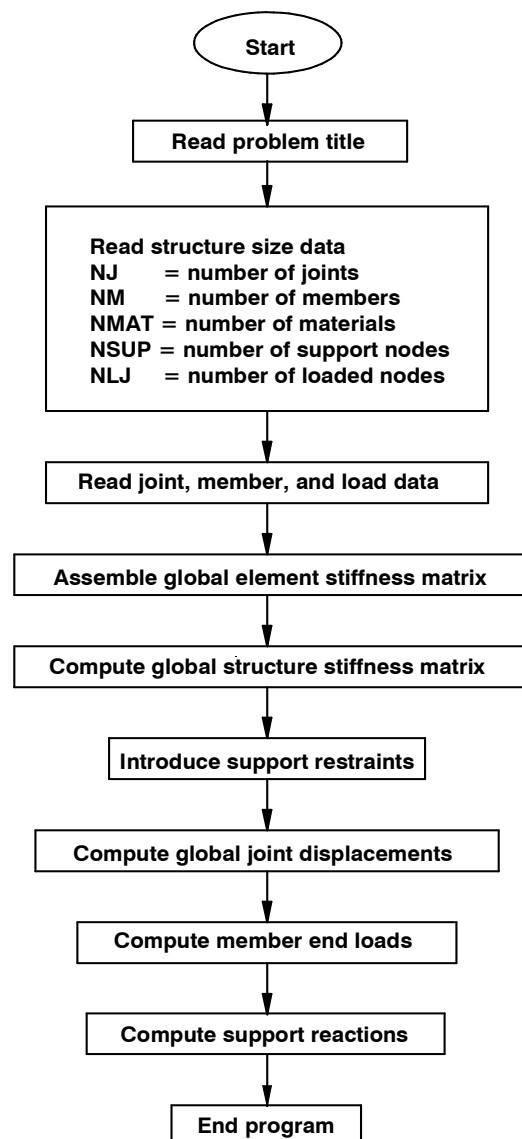 Start
Read problem title
Read structure size data
NJ = number of joints
NM = number of members
NMAT = number of materials
NSUP = number of support nodes
NLJ = number of loaded nodes
Read joint, member, and load data
Assemble global element stiffness matrix
Compute global structure stiffness matrix
Introduce support restraints
Compute global joint displacements
Compute member end loads
Compute support reactions
End program